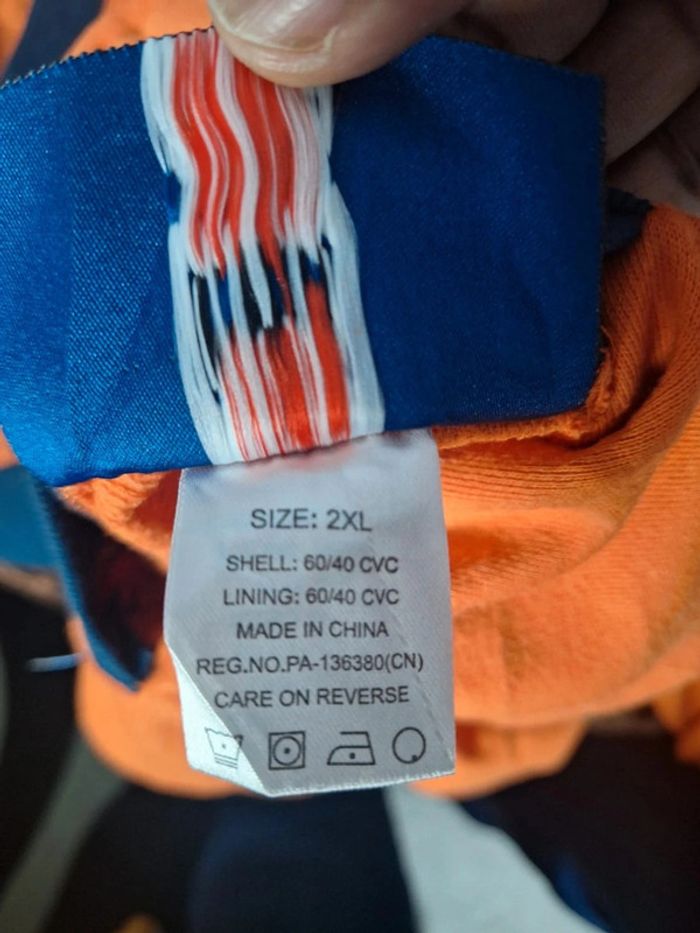 SIZE: 2XL
SHELL: 60/40 CVC
LINING: 60/40 CVC
MADE IN CHINA
REG.NO.PA-136380(CN)
CARE ON REVERSE